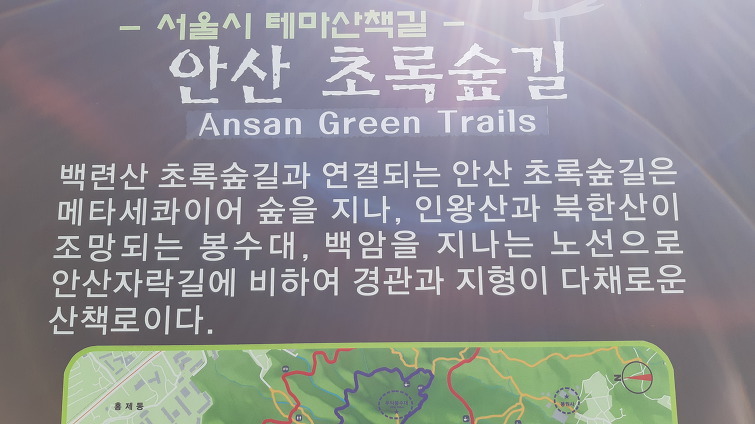 – 서울시 테마산책길 –
안산 초록숲길
Ansan Green Trails
백련산 초록숲길과 연결되는 안산 초록숲길은
메타세콰이어 숲을 지나, 인왕산과 북한산이
조망되는 봉수대, 백암을 지나는 노선으로
안산자락길에 비하여 경관과 지형이 다채로운
산책로이다.
N
홍제동